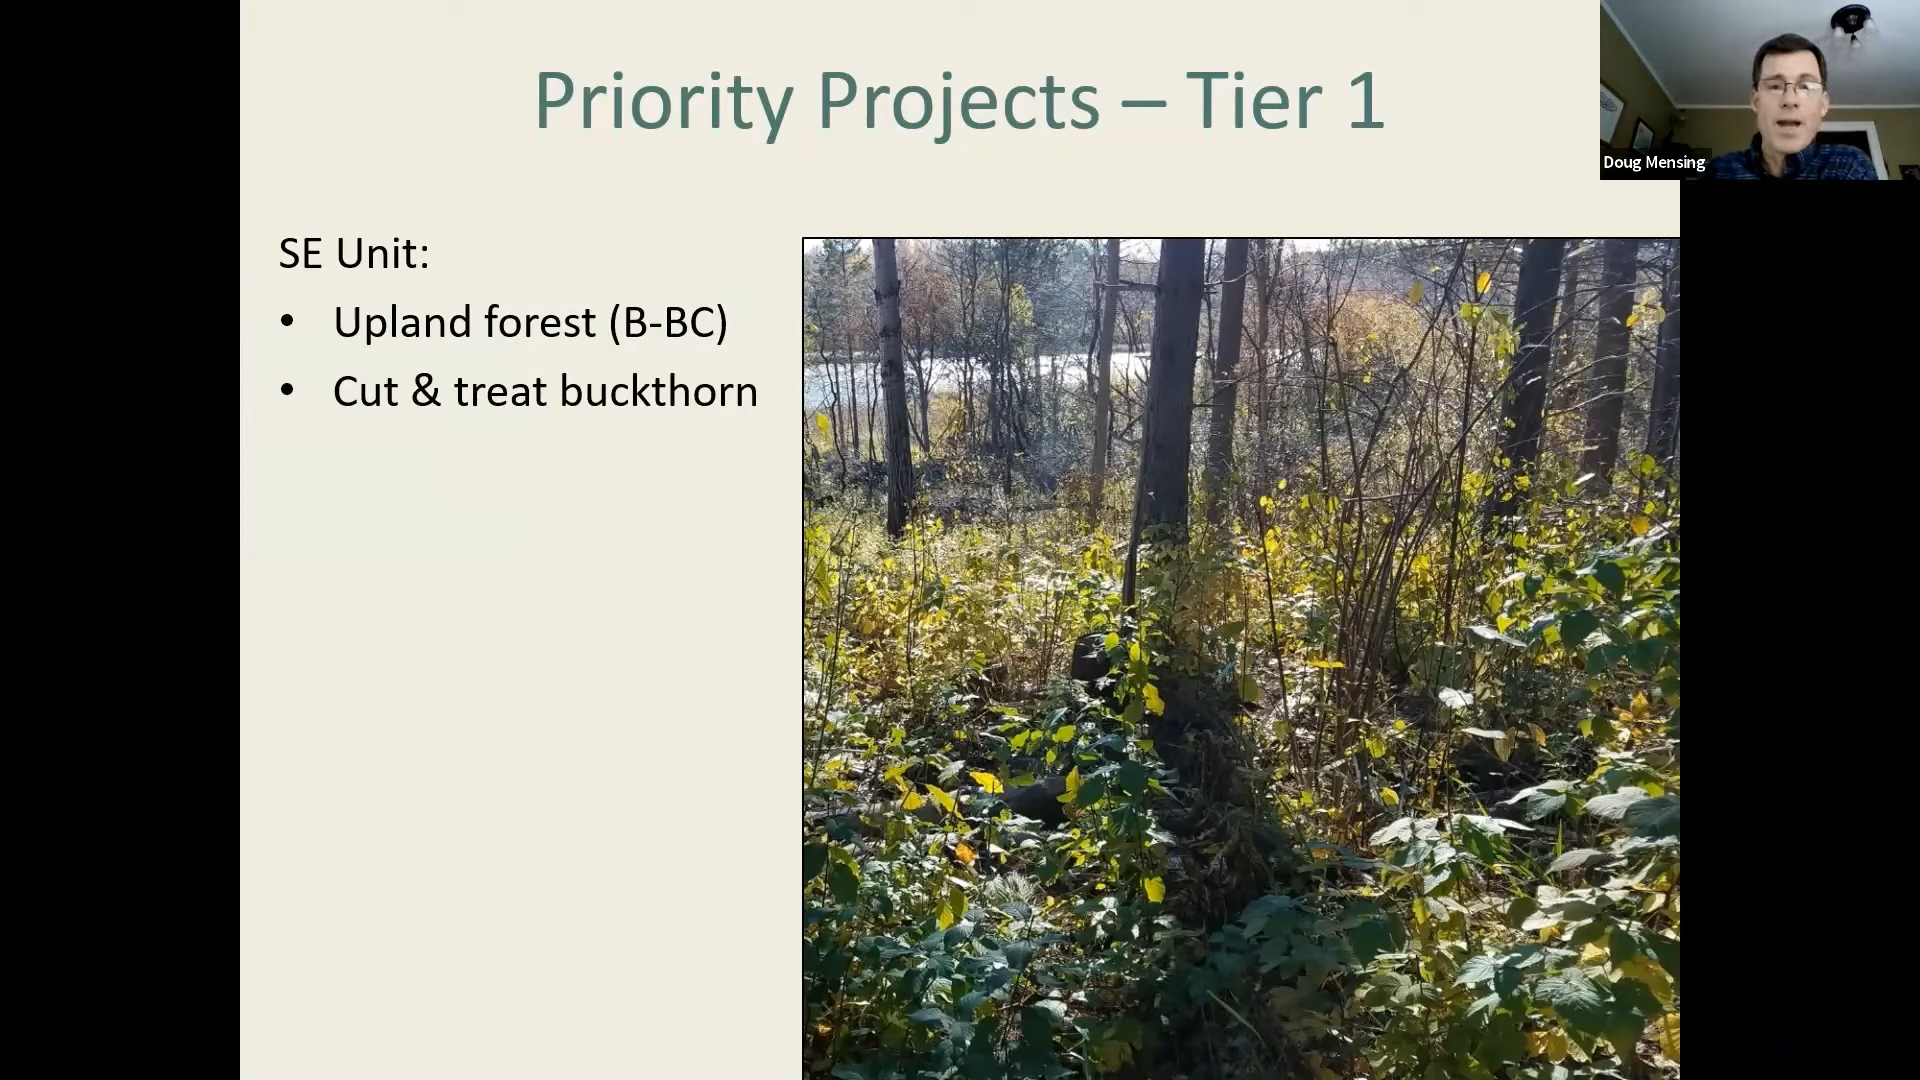 Priority Projects – Tier 1
Doug Mensing
SE Unit:
• Upland forest (B-BC)
• Cut & treat buckthorn